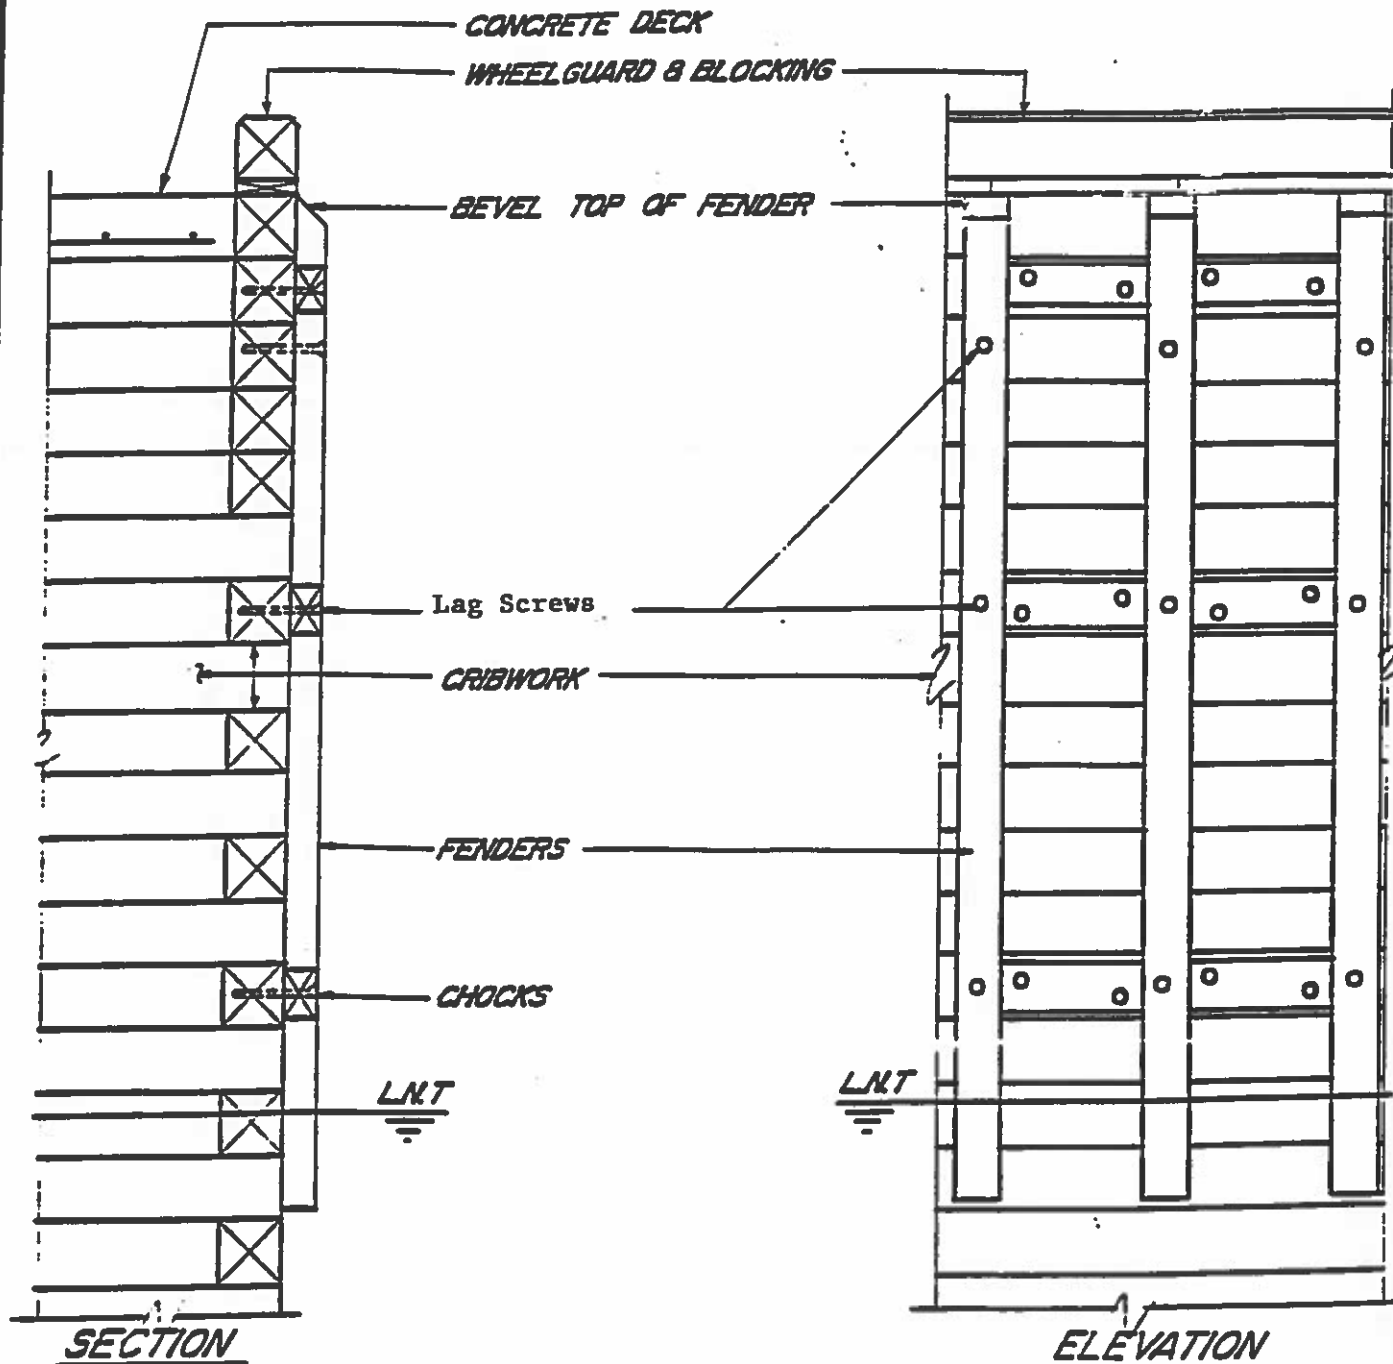 CONCRETE DECK
WHEELGUARD & BLOCKING
BEVEL TOP OF FENDER
Lag Screws
CRIBWORK
FENDERS
CHOCKS
L.N.T
L.N.T
SECTION
ELEVATION